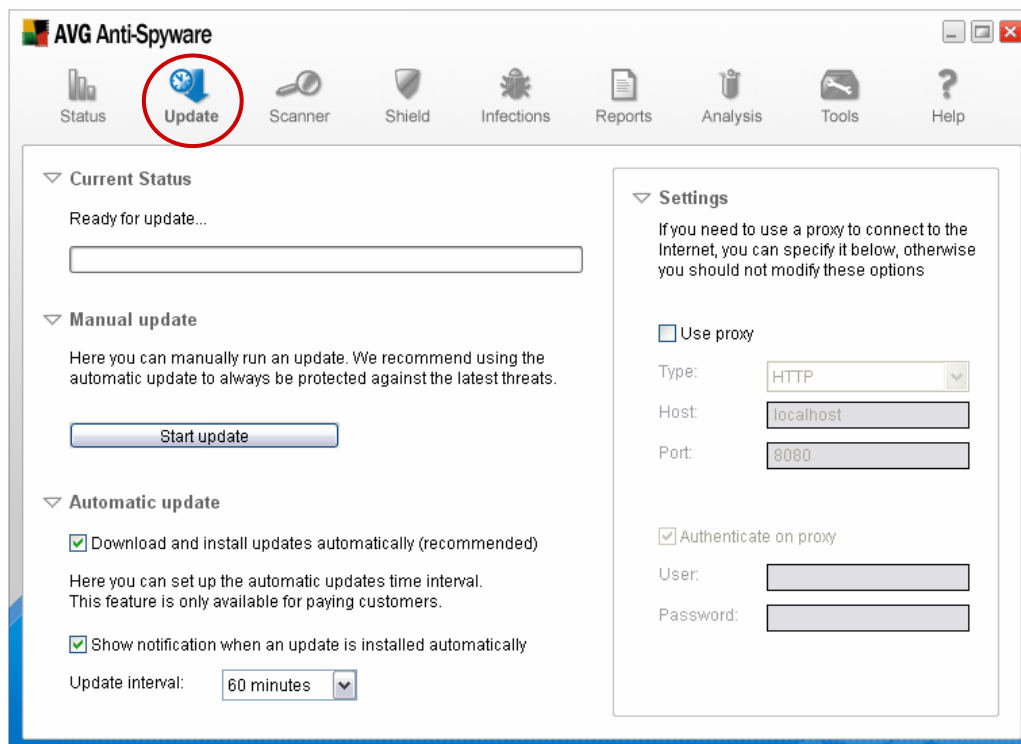 AVG Anti-Spyware
Status Update Scanner Shield Infections Reports Analysis Tools Help
Current Status
Ready for update...
Manual update
Here you can manually run an update. We recommend using the
automatic update to always be protected against the latest threats.
Start update
Automatic update
Download and install updates automatically (recommended)
Here you can set up the automatic updates time interval.
This feature is only available for paying customers.
Show notification when an update is installed automatically
Update interval: 60 minutes
Settings
If you need to use a proxy to connect to the
Internet, you can specify it below, otherwise
you should not modify these options
Use proxy
Type: HTTP
Host: localhost
Port: 8080
Authenticate on proxy
User:
Password: